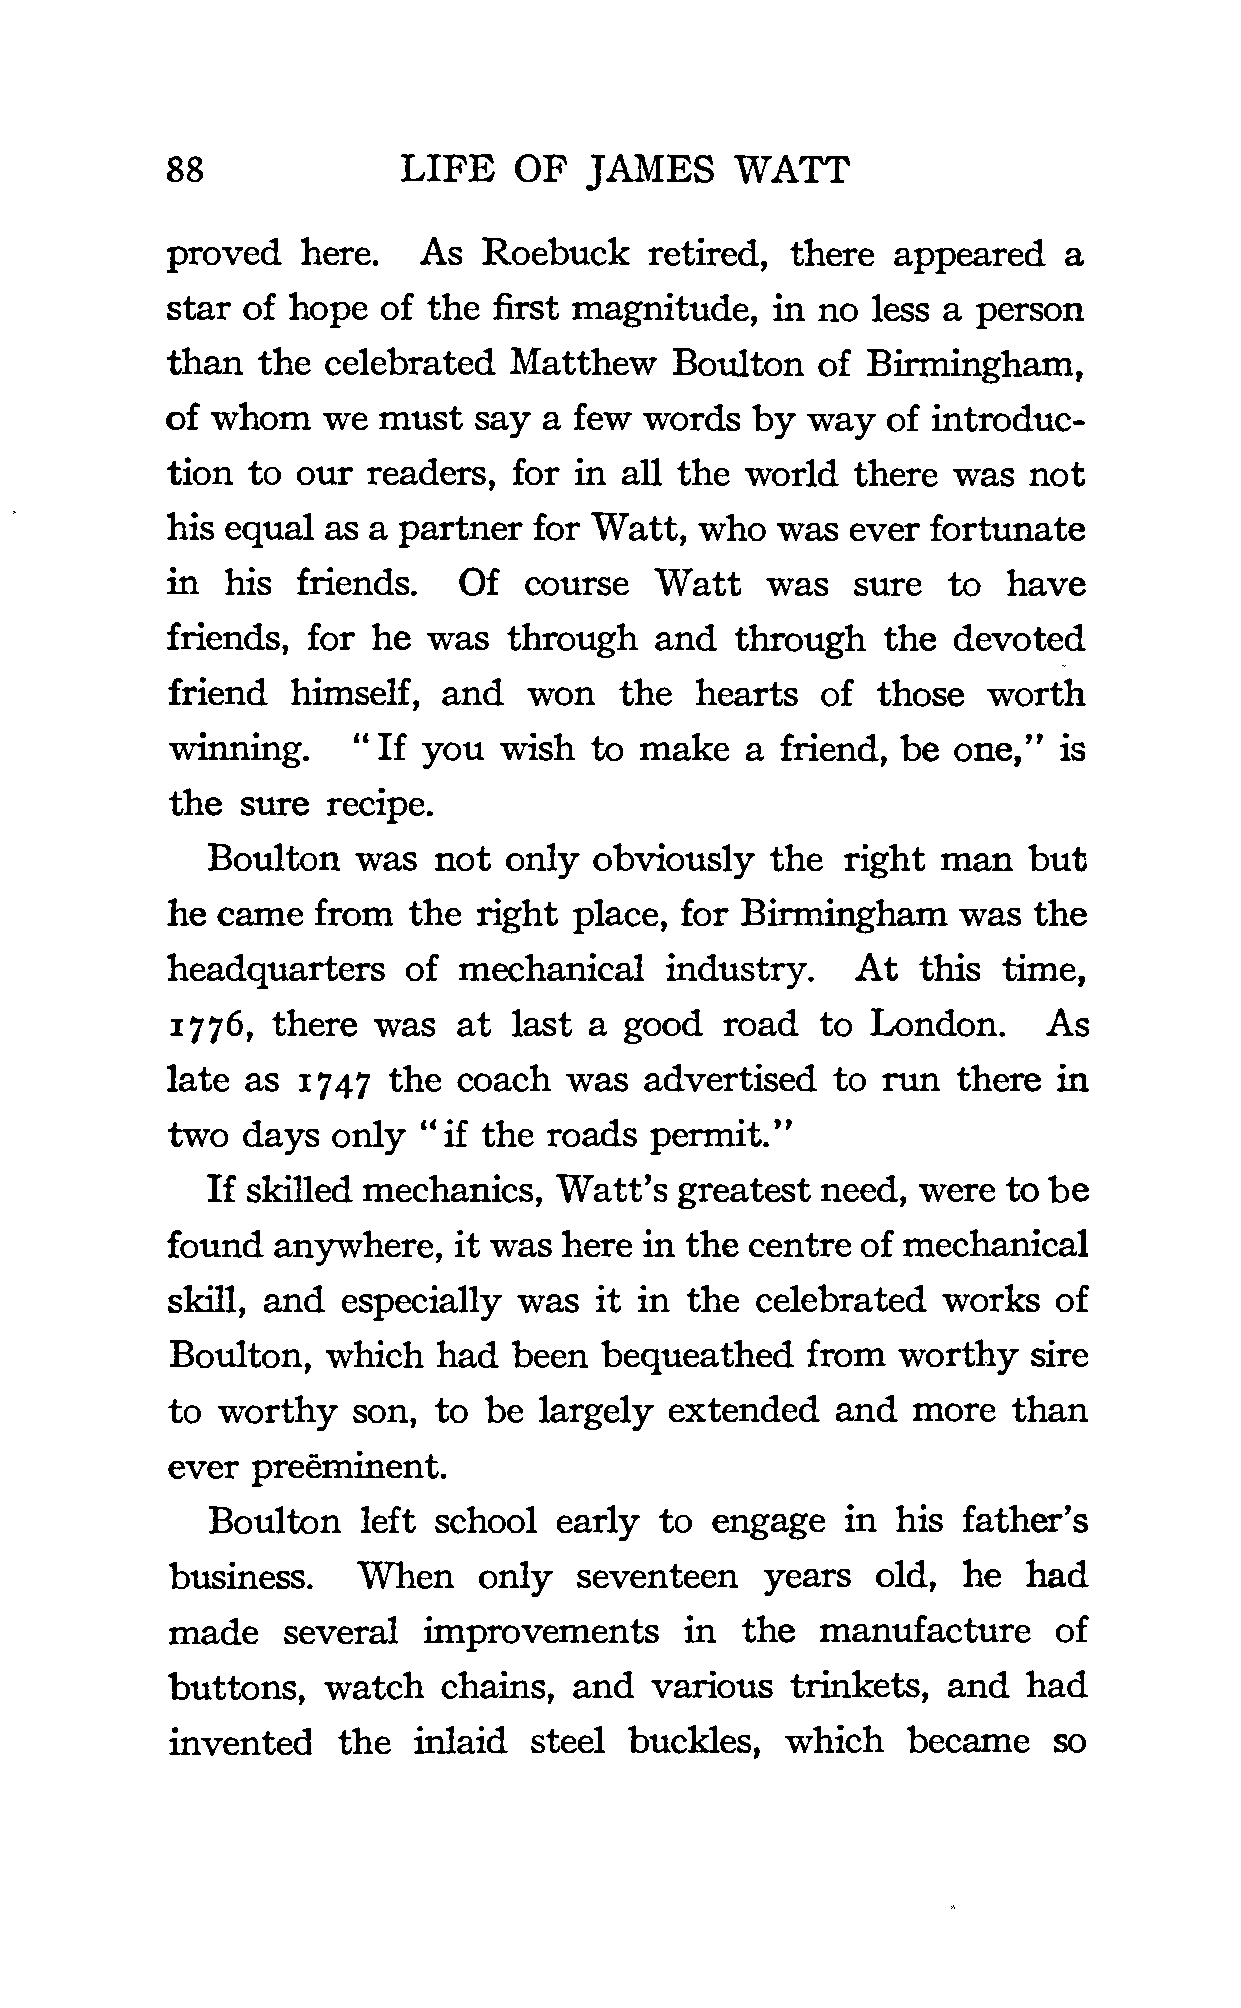 88 LIFE OF JAMES WATT
proved here. As Roebuck retired, there appeared a
star of hope of the first magnitude, in no less a person
than the celebrated Matthew Boulton of Birmingham,
of whom we must say a few words by way of introduc-
tion to our readers, for in all the world there was not
his equal as a partner for Watt, who was ever fortunate
in his friends. Of course Watt was sure to have
friends, for he was through and through the devoted
friend himself, and won the hearts of those worth
winning. "If you wish to make a friend, be one," is
the sure recipe.
Boulton was not only obviously the right man but
he came from the right place, for Birmingham was the
headquarters of mechanical industry. At this time,
1776, there was at last a good road to London. As
late as 1747 the coach was advertised to run there in
two days only "if the roads permit."
If skilled mechanics, Watt's greatest need, were to be
found anywhere, it was here in the centre of mechanical
skill, and especially was it in the celebrated works of
Boulton, which had been bequeathed from worthy sire
to worthy son, to be largely extended and more than
ever preëminent.
Boulton left school early to engage in his father's
business. When only seventeen years old, he had
made several improvements in the manufacture of
buttons, watch chains, and various trinkets, and had
invented the inlaid steel buckles, which became so